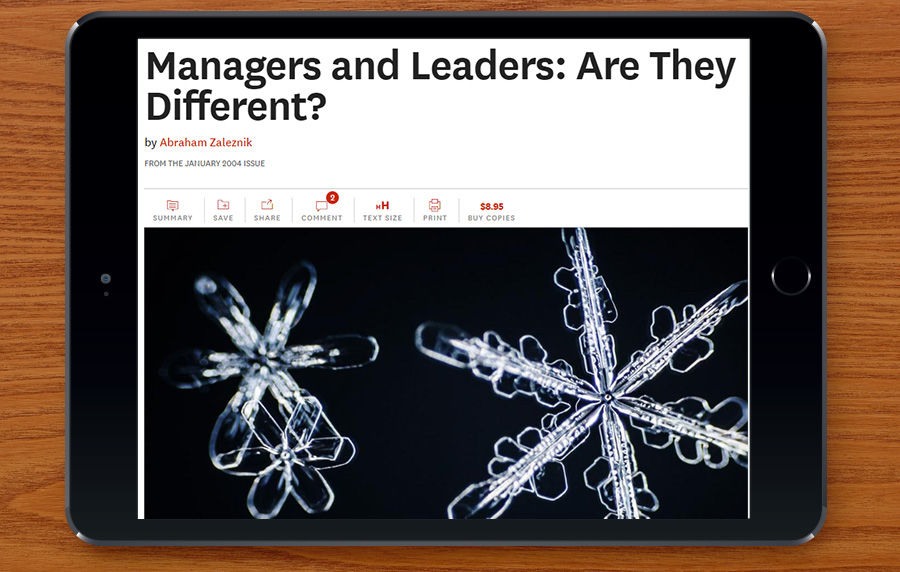 Managers and Leaders: Are They
Different?
by Abraham Zaleznik
FROM THE JANUARY 2004 ISSUE
2
SUMMARY SAVE SHARE COMMENT HH TEXT SIZE PRINT $8.95 BUY COPIES